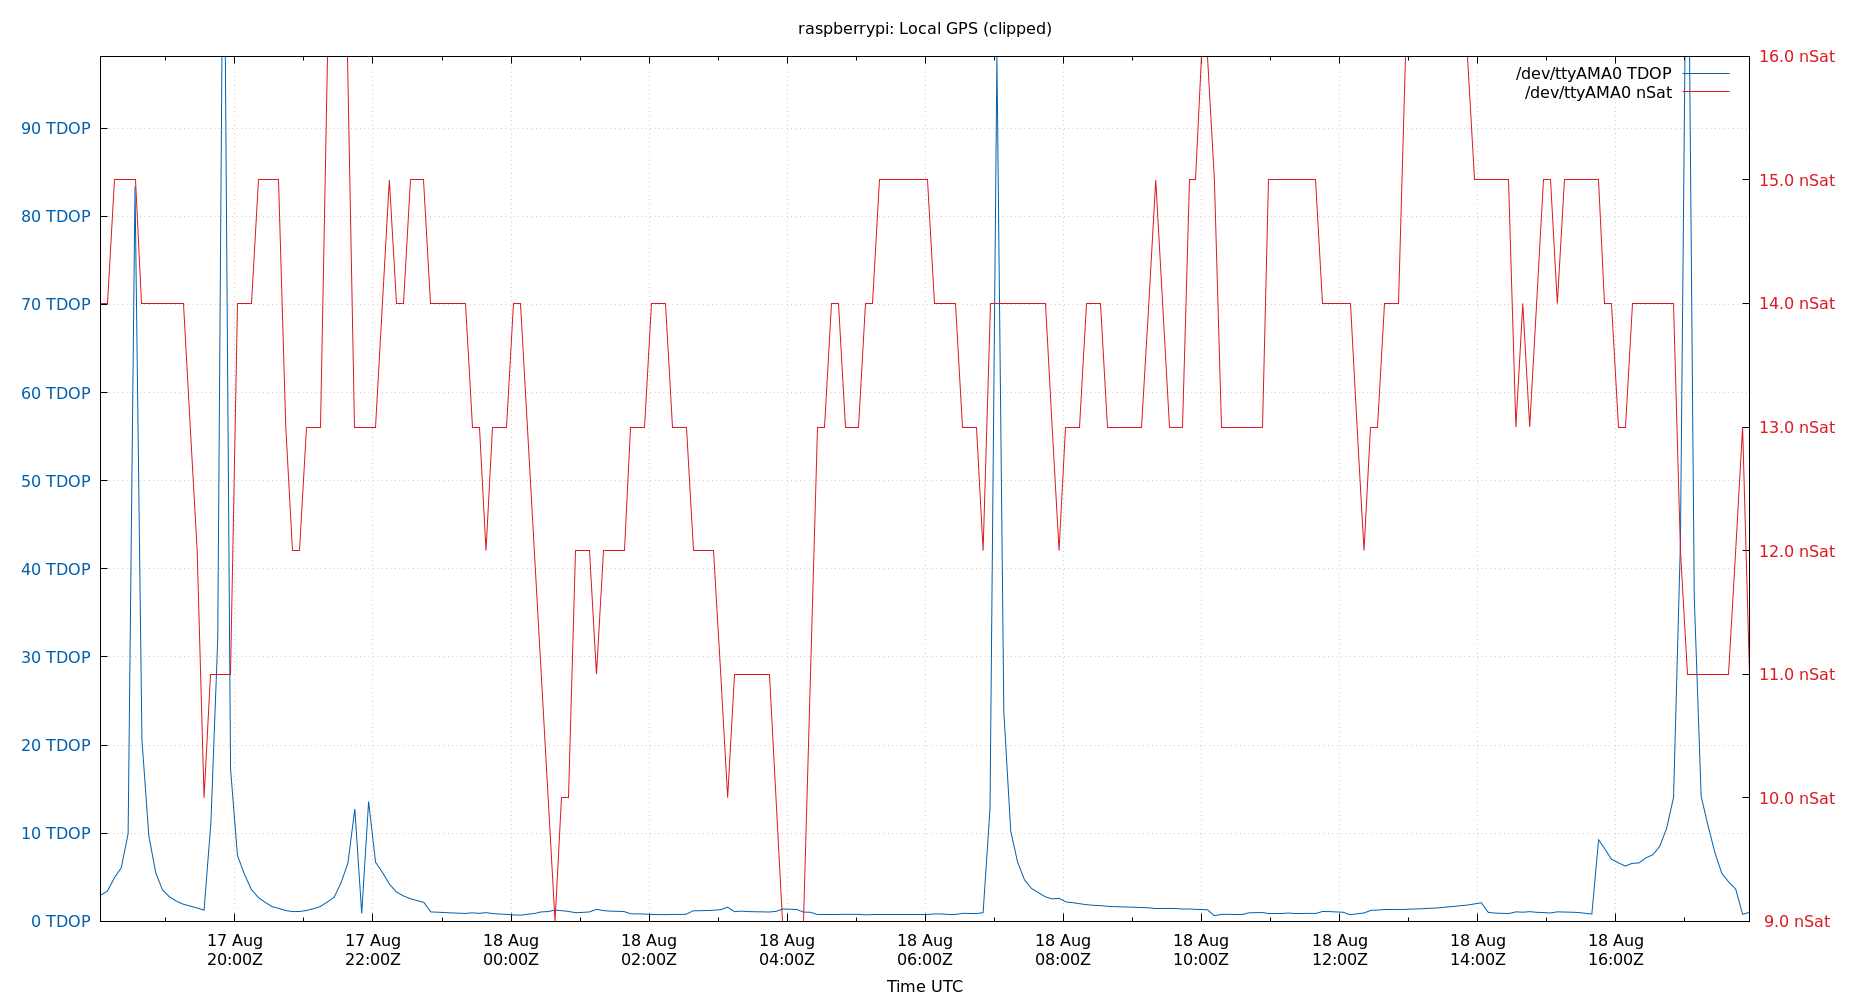 raspberrypi: Local GPS (clipped)
/dev/ttyAMA0 TDOP
/dev/ttyAMA0 nSat
90 TDOP
80 TDOP
70 TDOP
60 TDOP
50 TDOP
40 TDOP
30 TDOP
20 TDOP
10 TDOP
0 TDOP
16.0 nSat
15.0 nSat
14.0 nSat
13.0 nSat
12.0 nSat
11.0 nSat
10.0 nSat
9.0 nSat
17 Aug
20:00Z
17 Aug
22:00Z
18 Aug
00:00Z
18 Aug
02:00Z
18 Aug
04:00Z
18 Aug
06:00Z
18 Aug
08:00Z
18 Aug
10:00Z
18 Aug
12:00Z
18 Aug
14:00Z
18 Aug
16:00Z
Time UTC